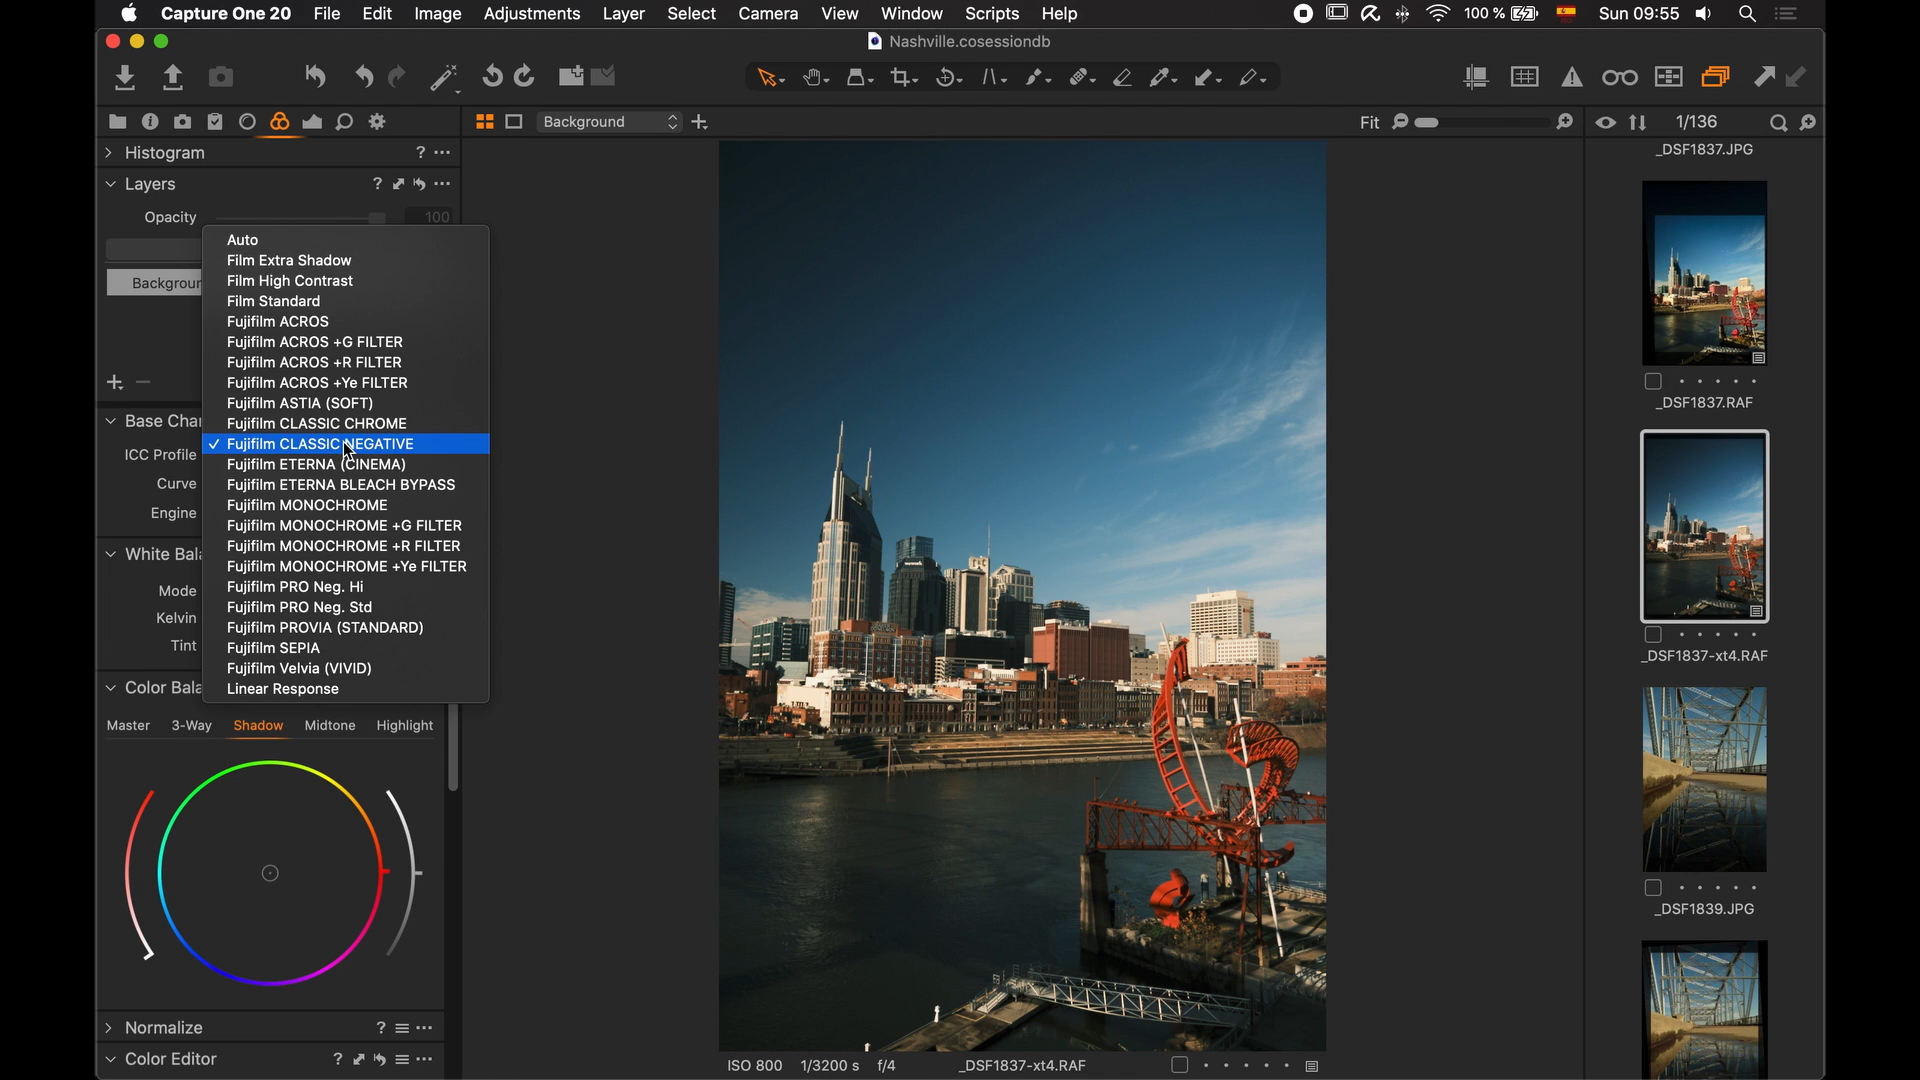 Capture One 20 File Edit Image Adjustments Layer Select Camera View Window Scripts Help 100 % Sun 09:55
Nashville.cosessiondb
Background Fit 1/136
Histogram ? ...
Layers ? ...
Opacity 100
Backgroun
Auto
Film Extra Shadow
Film High Contrast
Film Standard
Fujifilm ACROS
Fujifilm ACROS +G FILTER
Fujifilm ACROS +R FILTER
Fujifilm ACROS +Ye FILTER
Fujifilm ASTIA (SOFT)
Fujifilm CLASSIC CHROME
Fujifilm CLASSIC NEGATIVE
Fujifilm ETERNA (CINEMA)
Fujifilm ETERNA BLEACH BYPASS
Fujifilm MONOCHROME
Fujifilm MONOCHROME +G FILTER
Fujifilm MONOCHROME +R FILTER
Fujifilm MONOCHROME +Ye FILTER
Fujifilm PRO Neg. Hi
Fujifilm PRO Neg. Std
Fujifilm PROVIA (STANDARD)
Fujifilm SEPIA
Fujifilm Velvia (VIVID)
Linear Response
Base Char
ICC Profile
Curve
Engine
White Bala
Mode
Kelvin
Tint
Color Bala
Master 3-Way Shadow Midtone Highlight
Normalize ? ...
Color Editor ? ...
ISO 800 1/3200 s f/4 _DSF1837-xt4.RAF
_DSF1837.JPG
_DSF1837.RAF
_DSF1837-xt4.RAF
_DSF1839.JPG